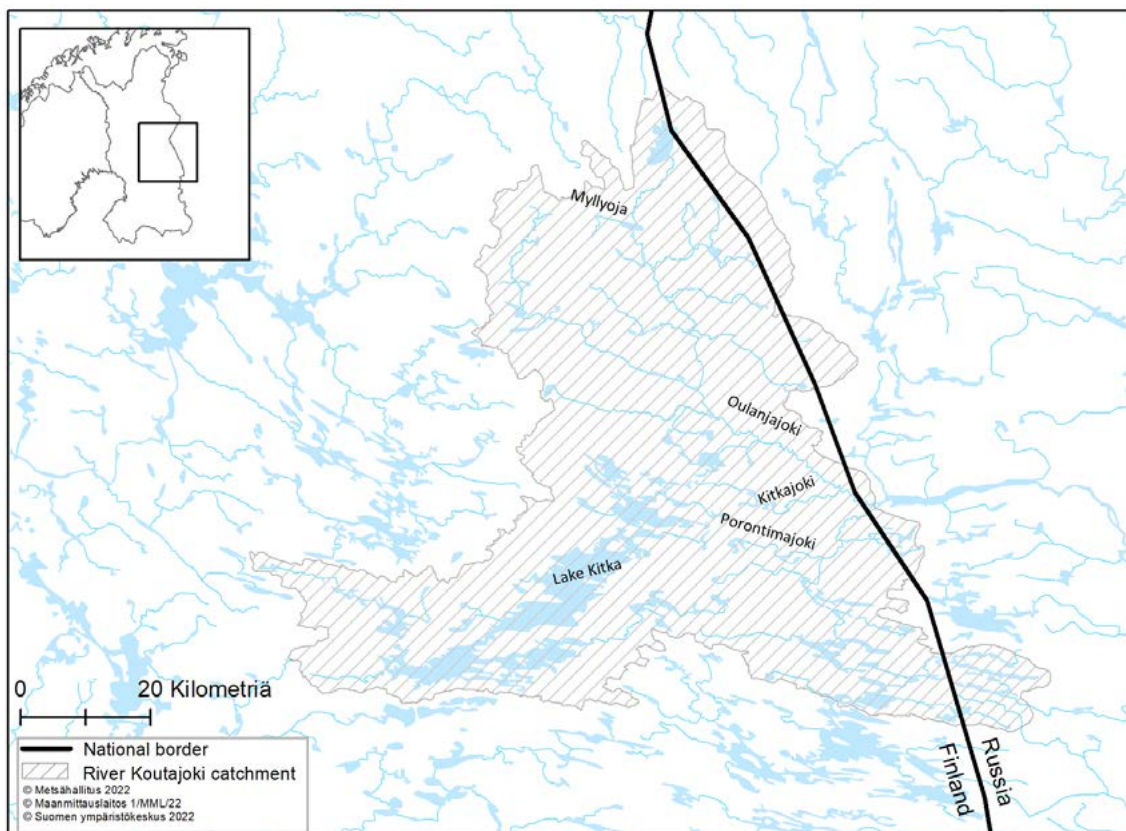 Myllyoja
Oulanjajoki
Kitkajoki
Porontimajoki
Lake Kitka
0 20 Kilometriä
National border
River Koutajoki catchment
© Metsähallitus 2022
© Maanmittauslaitos 1/MML/22
© Suomen ympäristökeskus 2022
Finland
Russia